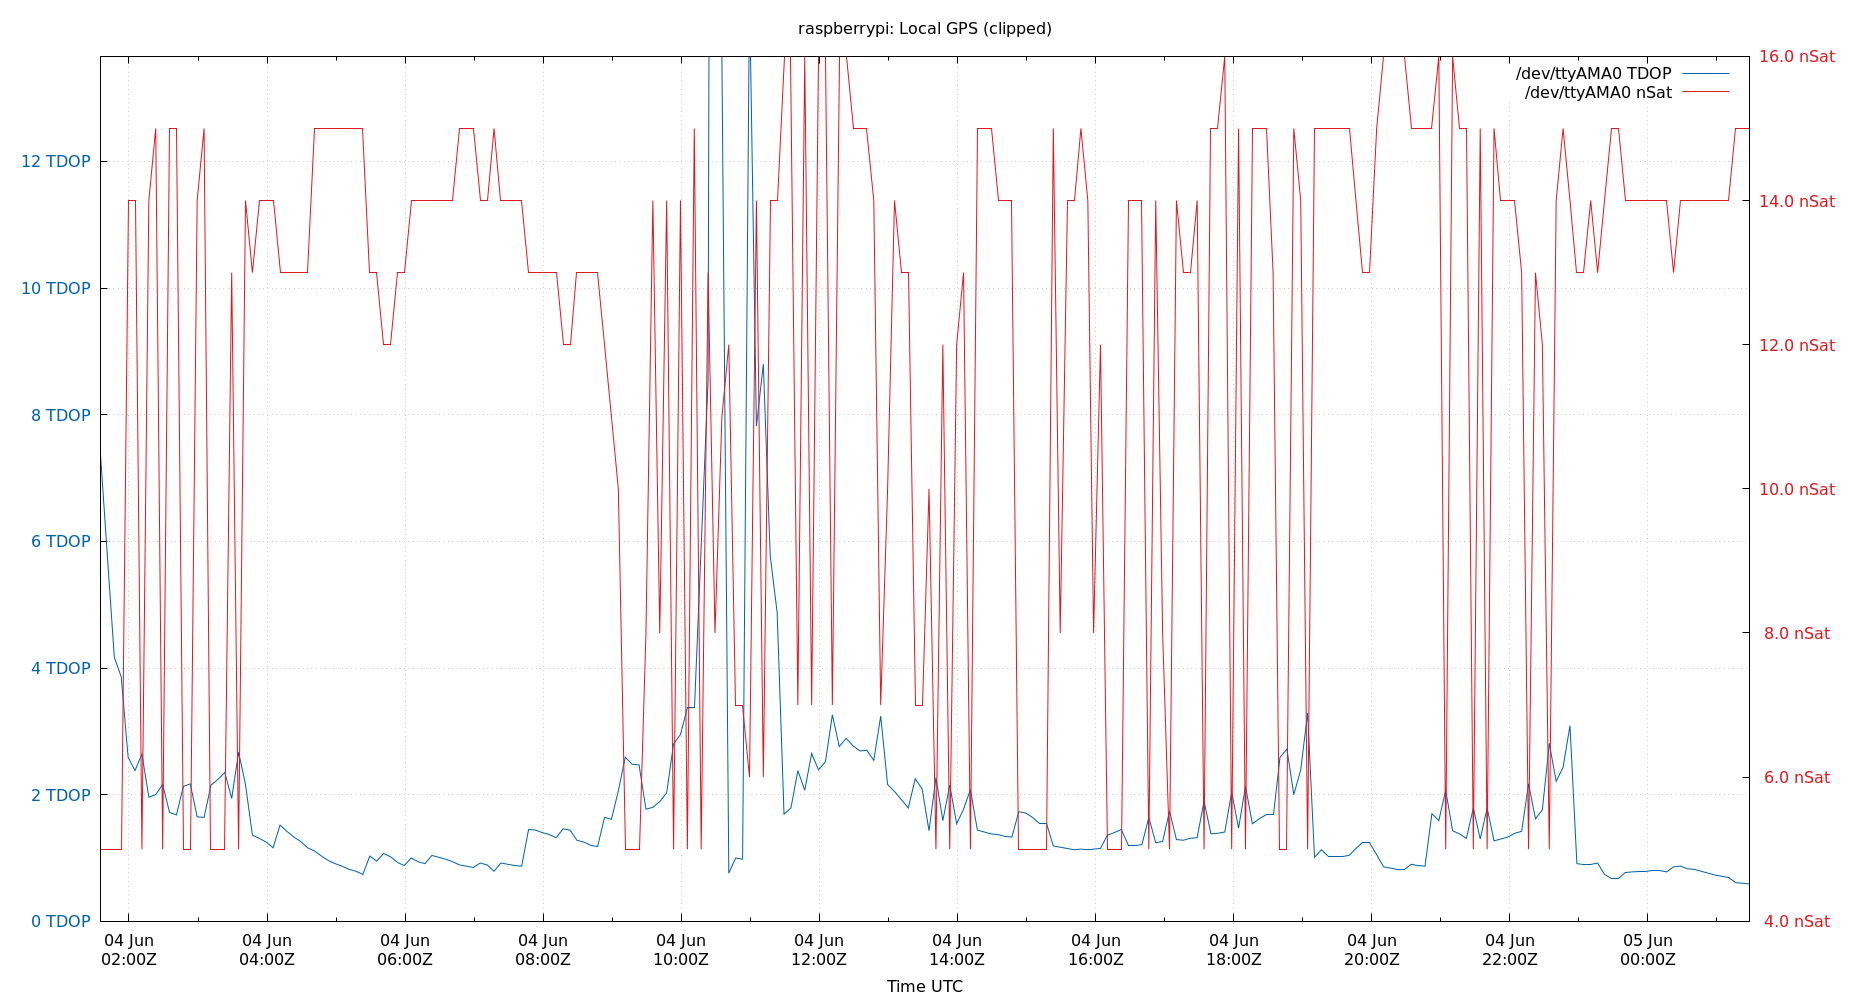 raspberrypi: Local GPS (clipped)
16.0 nSat
/dev/ttyAMA0 TDOP
/dev/ttyAMA0 nSat
12 TDOP
14.0 nSat
10 TDOP
12.0 nSat
8 TDOP
10.0 nSat
6 TDOP
8.0 nSat
4 TDOP
6.0 nSat
2 TDOP
0 TDOP
4.0 nSat
04 Jun 04 Jun 04 Jun 04 Jun 04 Jun 04 Jun 04 Jun 04 Jun 04 Jun 04 Jun 04 Jun 05 Jun
02:00Z 04:00Z 06:00Z 08:00Z 10:00Z 12:00Z 14:00Z 16:00Z 18:00Z 20:00Z 22:00Z 00:00Z
Time UTC